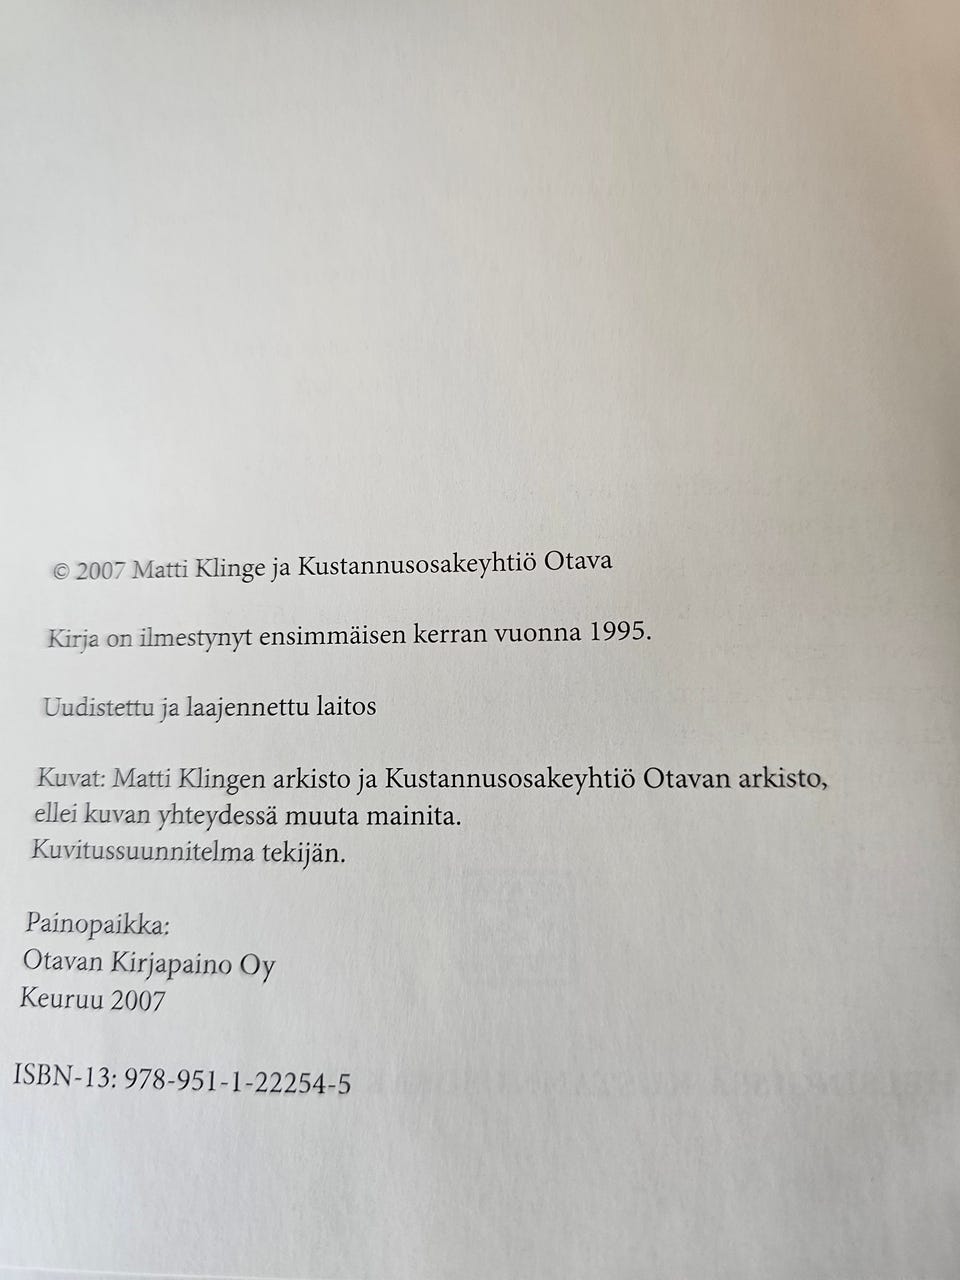 © 2007 Matti Klinge ja Kustannusosakeyhtiö Otava
Kirja on ilmestynyt ensimmäisen kerran vuonna 1995.
Uudistettu ja laajennettu laitos
Kuvat: Matti Klingen arkisto ja Kustannusosakeyhtiö Otavan arkisto,
ellei kuvan yhteydessä muuta mainita.
Kuvitussuunnitelma tekijän.
Painopaikka:
Otavan Kirjapaino Oy
Keuruu 2007
ISBN-13: 978-951-1-22254-5